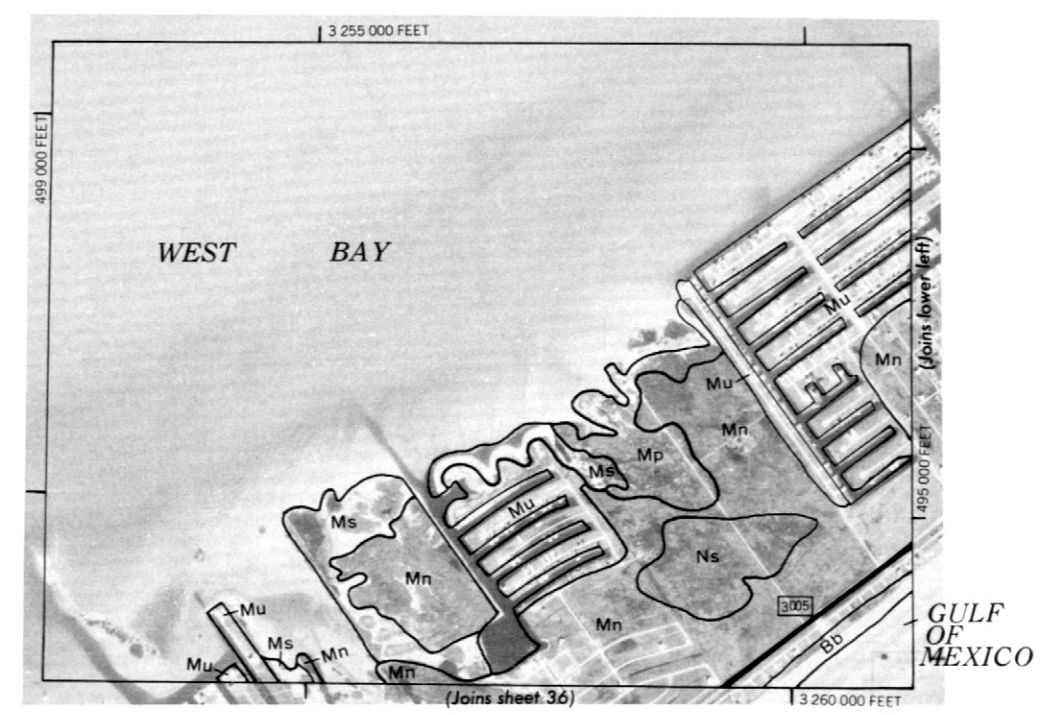 3 255 000 FEET
499 000 FEET
WEST BAY
(Joins lower left)
Mu
Mn
Mu
Mn
Mp
Ms
Mu
Ms
Mn
Ns
495 000 FEET
3005
Mn
Mu
Ms
Mn
Mu
Mn
Bb
GULF
OF
MEXICO
(Joins sheet 36)
3 260 000 FEET